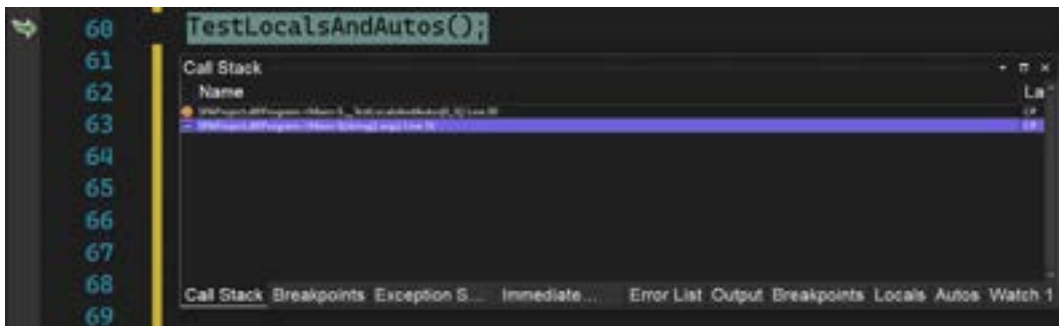 60 TestLocalsAndAutos();
61
Call Stack
62
Name La
63
64
65
66
67
68
Call Stack Breakpoints Exception S... Immediate... Error List Output Breakpoints Locals Autos Watch 1
69